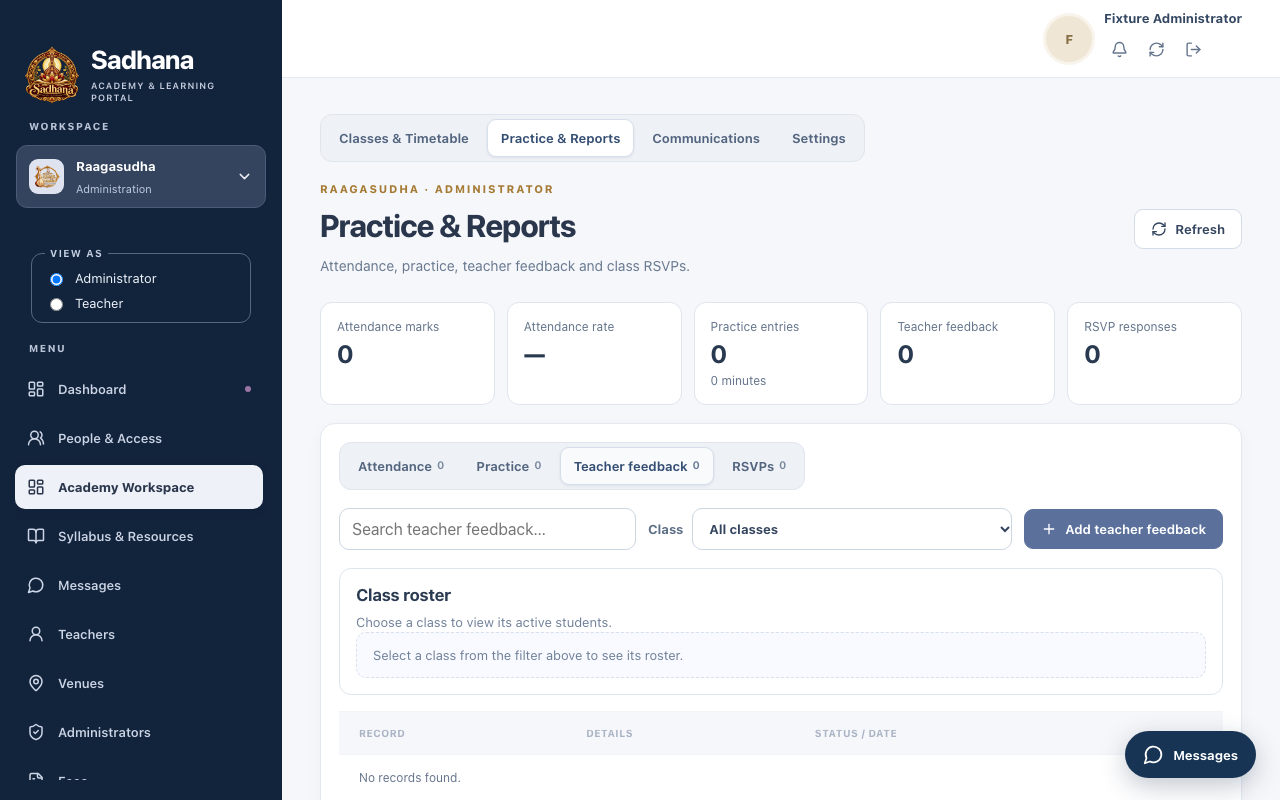 Sadhana
ACADEMY & LEARNING
PORTAL
Sadhana
WORKSPACE
Raagasudha
Administration
VIEW AS
Administrator
Teacher
MENU
Dashboard
People & Access
Academy Workspace
Syllabus & Resources
Messages
Teachers
Venues
Administrators
Fixture Administrator
F
Classes & Timetable
Practice & Reports
Communications
Settings
RAAGASUDHA · ADMINISTRATOR
Practice & Reports
Refresh
Attendance, practice, teacher feedback and class RSVPs.
Attendance marks
0
Attendance rate
—
Practice entries
0
0 minutes
Teacher feedback
0
RSVP responses
0
Attendance 0
Practice 0
Teacher feedback 0
RSVPs 0
Search teacher feedback...
Class
All classes
+ Add teacher feedback
Class roster
Choose a class to view its active students.
Select a class from the filter above to see its roster.
RECORD
DETAILS
STATUS / DATE
No records found.
Messages